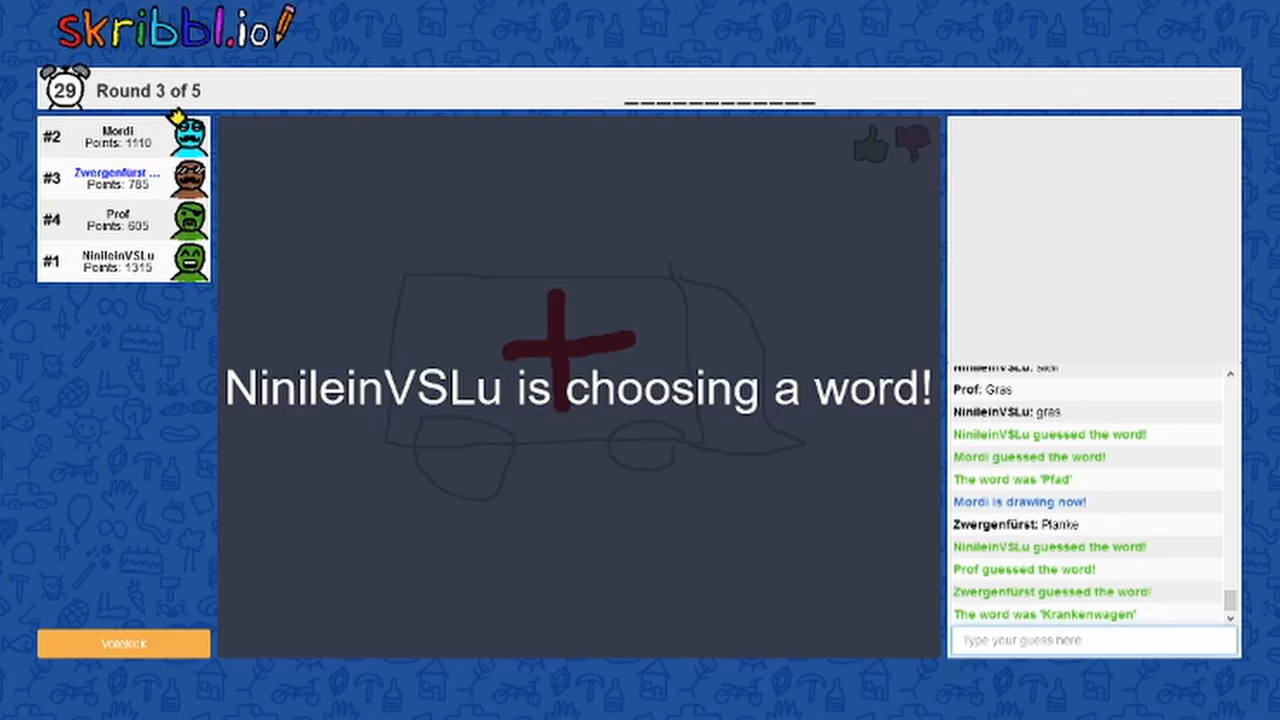 skribbl.io
29
Round 3 of 5
____________
#2
Mordi
Points: 1110
#3
Zwergenfürst ...
Points: 785
#4
Prof
Points: 605
#1
NinileinVSLu
Points: 1315
Votekick
NinileinVSLu is choosing a word!
NinileinVSLu:
Prof: Gras
NinileinVSLu: gras
NinileinVSLu guessed the word!
Mordi guessed the word!
The word was 'Pfad'
Mordi is drawing now!
Zwergenfürst: Planke
NinileinVSLu guessed the word!
Prof guessed the word!
Zwergenfürst guessed the word!
The word was 'Krankenwagen'
Type your guess here...